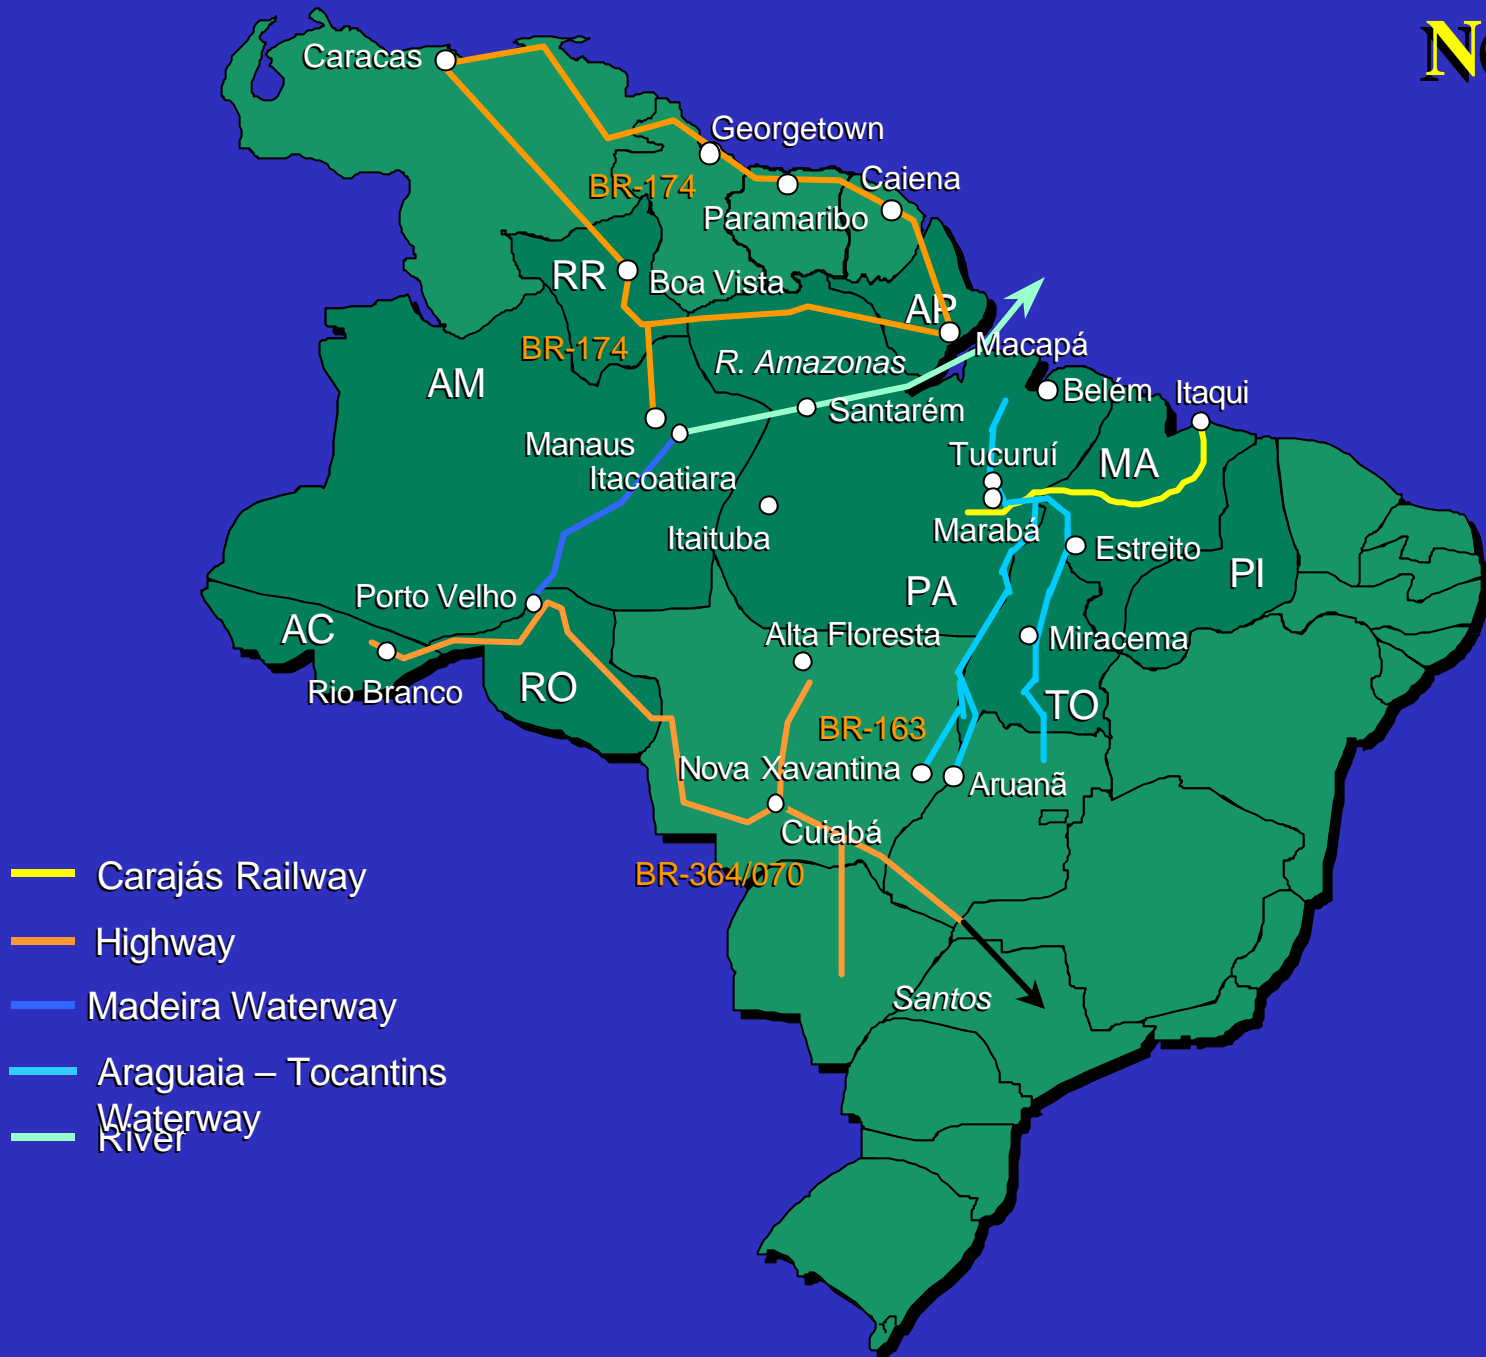 Caracas
Georgetown
Caiena
BR-174
Paramaribo
RR
Boa Vista
AP
BR-174
R. Amazonas
Macapá
AM
Belém
Itaqui
Santarém
Manaus
Tucuruí
MA
Itacoatiara
Marabá
Itaituba
Estreito
PI
PA
Porto Velho
AC
Alta Floresta
Miracema
Rio Branco
RO
TO
BR-163
Nova Xavantina
Aruanã
Cuiabá
BR-364/070
Santos
Carajás Railway
Highway
Madeira Waterway
Araguaia – Tocantins
Waterway
River